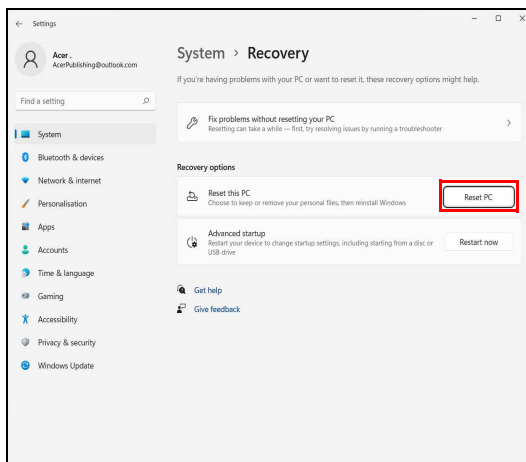 Settings
Acer .
AcerPublishing@outlook.com
Find a setting
System
Bluetooth & devices
Network & internet
Personalisation
Apps
Accounts
Time & language
Gaming
Accessibility
Privacy & security
Windows Update
System > Recovery
If you're having problems with your PC or want to reset it, these recovery options might help.
Fix problems without resetting your PC
Resetting can take a while — first, try resolving issues by running a troubleshooter
Recovery options
Reset this PC
Choose to keep or remove your personal files, then reinstall Windows
Reset PC
Advanced startup
Restart your device to change startup settings, including starting from a disc or
USB drive
Restart now
Get help
Give feedback